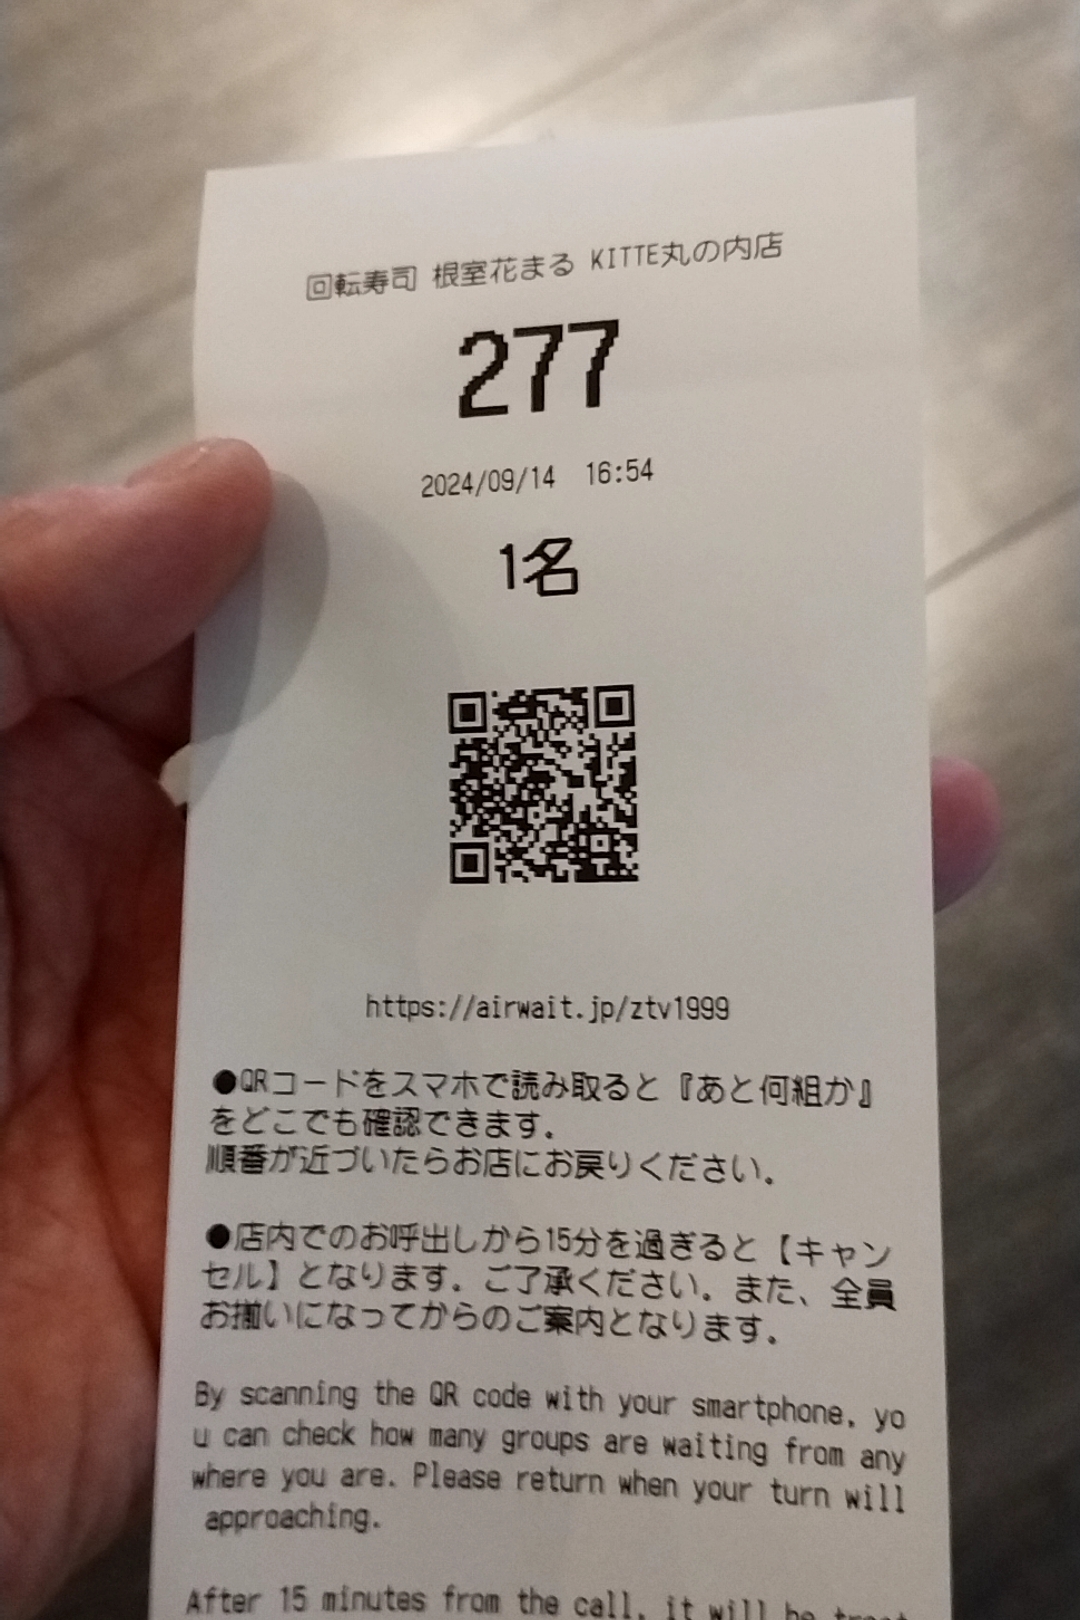 回転寿司 根室花まる KITTE丸の内店
277
2024/09/14 16:54
1名
https://airwait.jp/ztv1999
●QRコードをスマホで読み取ると『あと何組か』
をどこでも確認できます。
順番が近づいたらお店にお戻りください。
●店内でのお呼出しから15分を過ぎると【キャン
セル】となります。ご了承ください。また、全員
お揃いになってからのご案内となります。
By scanning the QR code with your smartphone, yo
u can check how many groups are waiting from any
where you are. Please return when your turn will
approaching.
After 15 minutes from the call, it will be